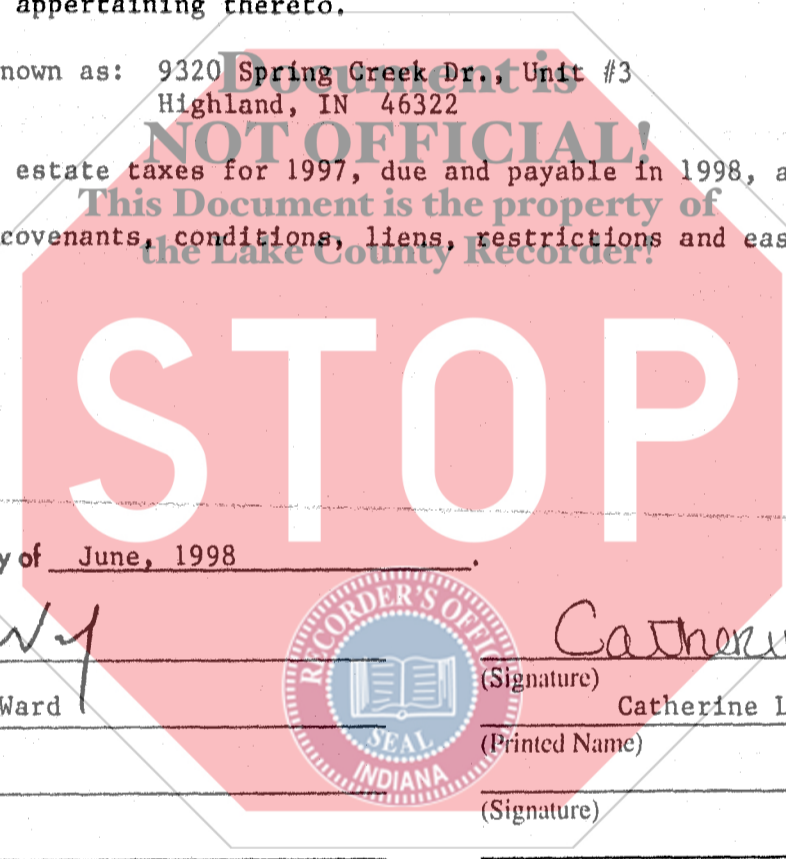 appertaining thereto.
nown as: 9320 Spring Creek Dr., Unit #3
Highland, IN 46322
Document is
NOT OFFICIAL!
estate taxes for 1997, due and payable in 1998, a
This Document is the property of
covenants, conditions, liens, restrictions and eas
the Lake County Recorder!
STOP
y of June, 1998.
RECORDER'S OFFIC
SEAL
INDIANA
Catherin
(Signature)
Ward
Catherine L
(Printed Name)
(Signature)